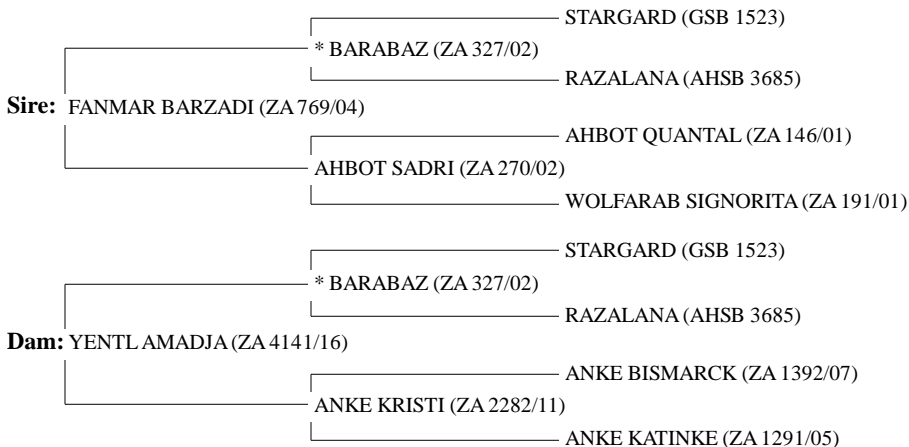 STARGARD (GSB 1523)
* BARABAZ (ZA 327/02)
RAZALANA (AHSB 3685)
Sire: FANMAR BARZADI (ZA 769/04)
AHBOT QUANTAL (ZA 146/01)
AHBOT SADRI (ZA 270/02)
WOLFARAB SIGNORITA (ZA 191/01)
STARGARD (GSB 1523)
* BARABAZ (ZA 327/02)
RAZALANA (AHSB 3685)
Dam: YENTL AMADJA (ZA 4141/16)
ANKE BISMARCK (ZA 1392/07)
ANKE KRISTI (ZA 2282/11)
ANKE KATINKE (ZA 1291/05)